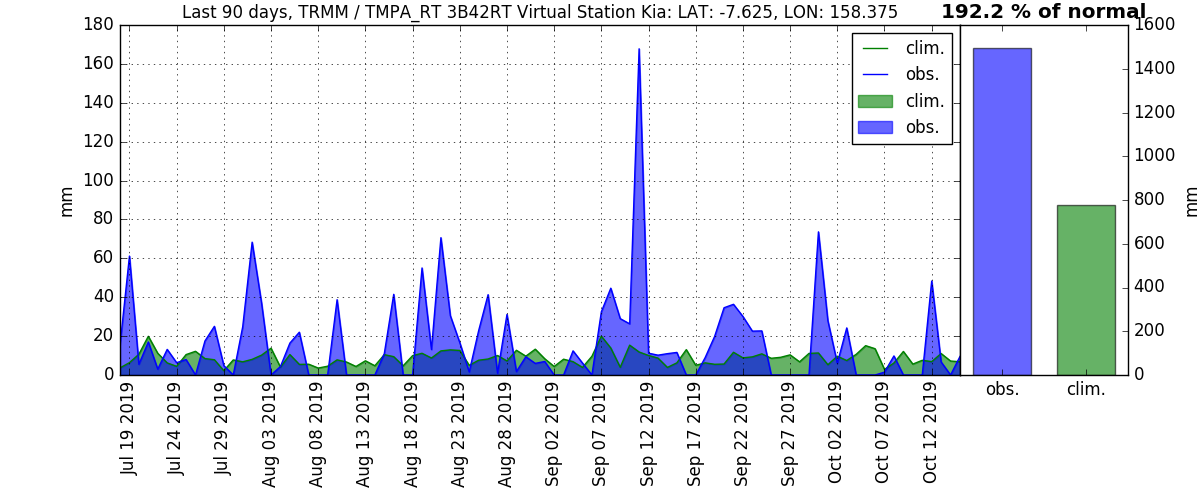 Last 90 days, TRMM / TMPA_RT 3B42RT Virtual Station Kia: LAT: -7.625, LON: 158.375
192.2 % of normal
180
160
140
120
100
80
60
40
20
0
mm
clim.
obs.
clim.
obs.
1600
1400
1200
1000
800
600
400
200
0
mm
obs.
clim.
Jul 19 2019
Jul 24 2019
Jul 29 2019
Aug 03 2019
Aug 08 2019
Aug 13 2019
Aug 18 2019
Aug 23 2019
Aug 28 2019
Sep 02 2019
Sep 07 2019
Sep 12 2019
Sep 17 2019
Sep 22 2019
Sep 27 2019
Oct 02 2019
Oct 07 2019
Oct 12 2019